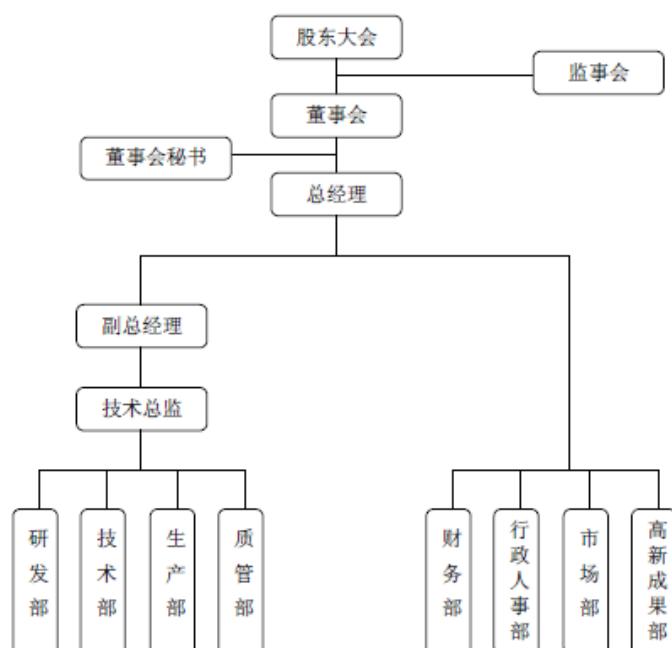 股东大会
监事会
董事会
董事会秘书
总经理
副总经理
技术总监
研发部
技术部
生产部
质管部
财务部
行政人事部
市场部
高新成果部